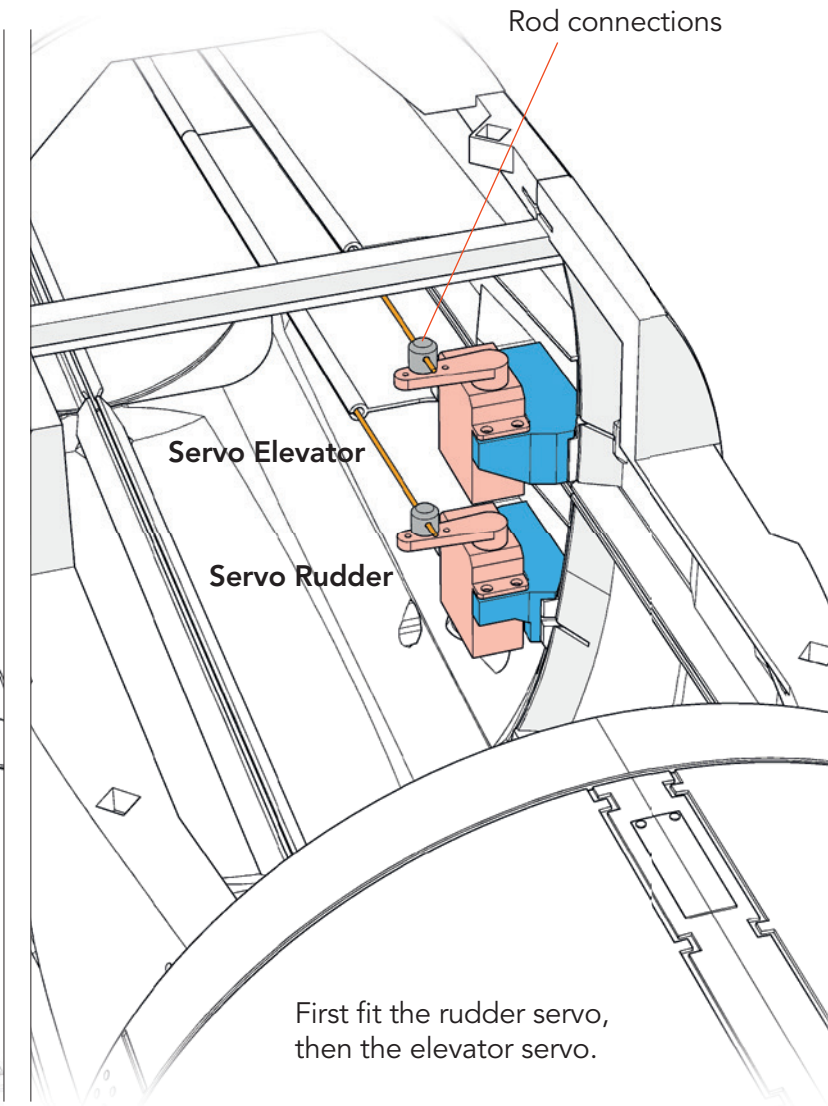 Rod connections
Servo Elevator
Servo Rudder
First fit the rudder servo,
then the elevator servo.